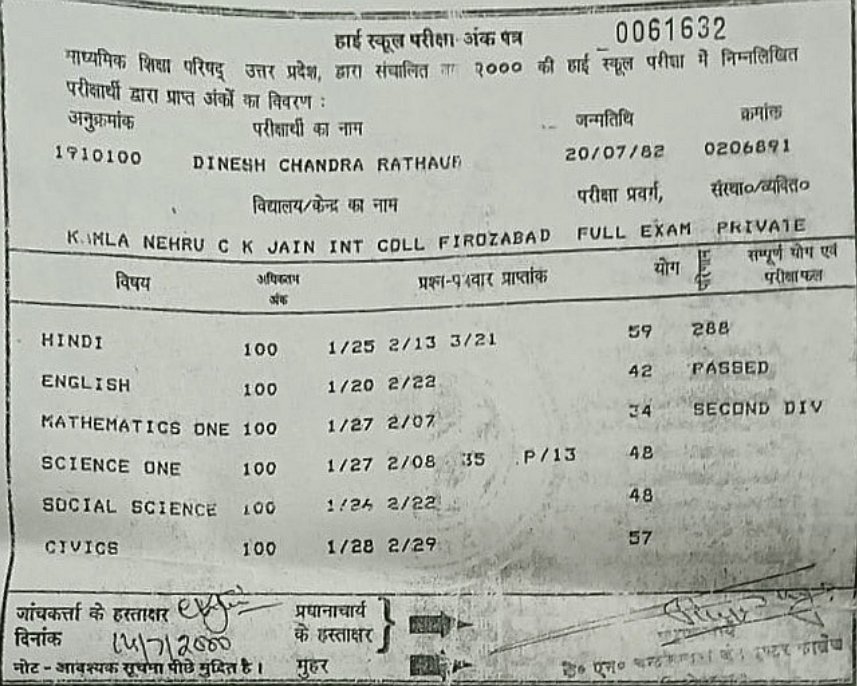 हाई स्कूल परीक्षा-अंक पत्र 0061632
माध्यमिक शिक्षा परिषद् उत्तर प्रदेश, द्वारा संचालित २००० की हाई स्कूल परीक्षा में निम्नलिखित
परीक्षार्थी द्वारा प्राप्त अंकों का विवरण :
अनुक्रमांक परीक्षार्थी का नाम जन्मतिथि क्रमांक
1910100 DINESH CHANDRA RATHAUR 20/07/82 0206891
विद्यालय/केन्द्र का नाम परीक्षा प्रवर्ग, संस्था०/व्यक्ति०
KAMLA NEHRU C K JAIN INT COLL FIROZABAD FULL EXAM PRIVATE
विषय अधिकतम अंक प्रश्न-पत्रवार प्राप्तांक योग सम्पूर्ण योग एवं परीक्षाफल
HINDI 100 1/25 2/13 3/21 59 288
ENGLISH 100 1/20 2/22 42 PASSED
MATHEMATICS ONE 100 1/27 2/07 34 SECOND DIV
SCIENCE ONE 100 1/27 2/08 35 P/13 48
SOCIAL SCIENCE 100 2/22 48
CIVICS 100 1/28 2/29 57
जांचकर्त्ता के हस्ताक्षर प्रधानाचार्य
दिनांक 14/7/2000 के हस्ताक्षर
नोट - आवश्यक सूचना पीछे मुद्रित है। मुहर